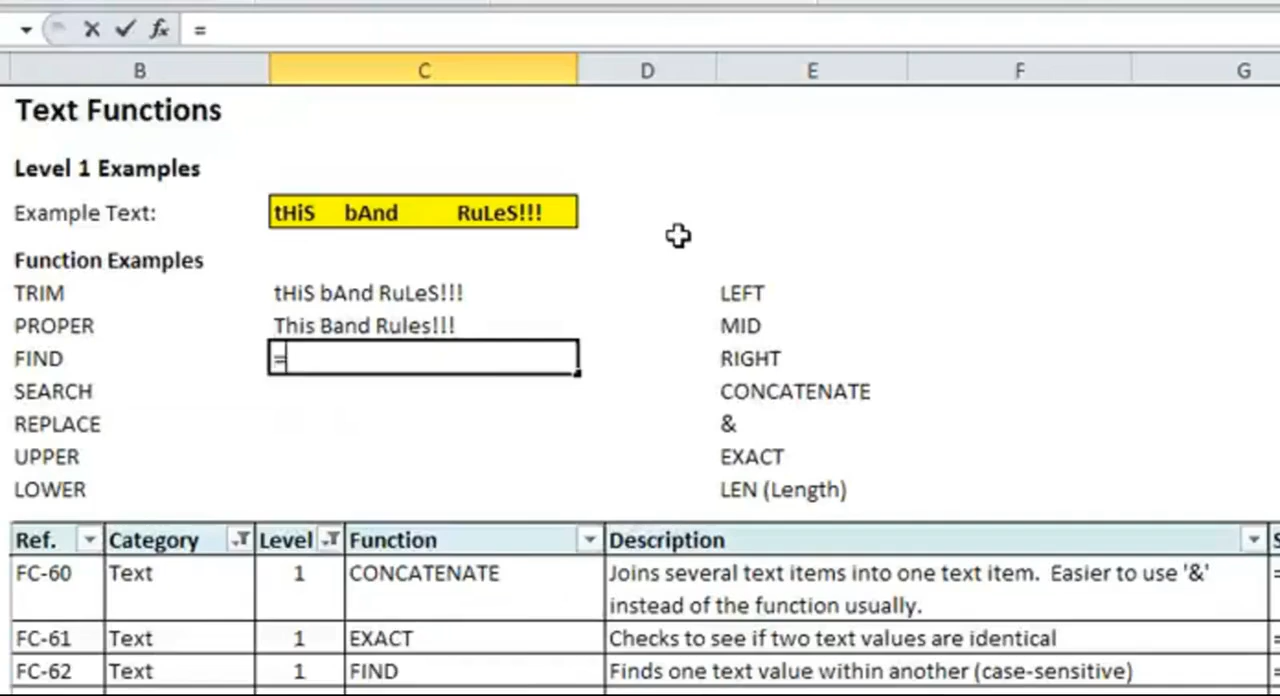 fx =
B C D E F G
Text Functions
Level 1 Examples
Example Text: tHiS bAnd RuLeS!!!
Function Examples
TRIM tHiS bAnd RuLeS!!! LEFT
PROPER This Band Rules!!! MID
FIND = RIGHT
SEARCH CONCATENATE
REPLACE &
UPPER EXACT
LOWER LEN (Length)
Ref. Category Level Function Description
FC-60 Text 1 CONCATENATE Joins several text items into one text item. Easier to use '&'
instead of the function usually.
FC-61 Text 1 EXACT Checks to see if two text values are identical
FC-62 Text 1 FIND Finds one text value within another (case-sensitive)